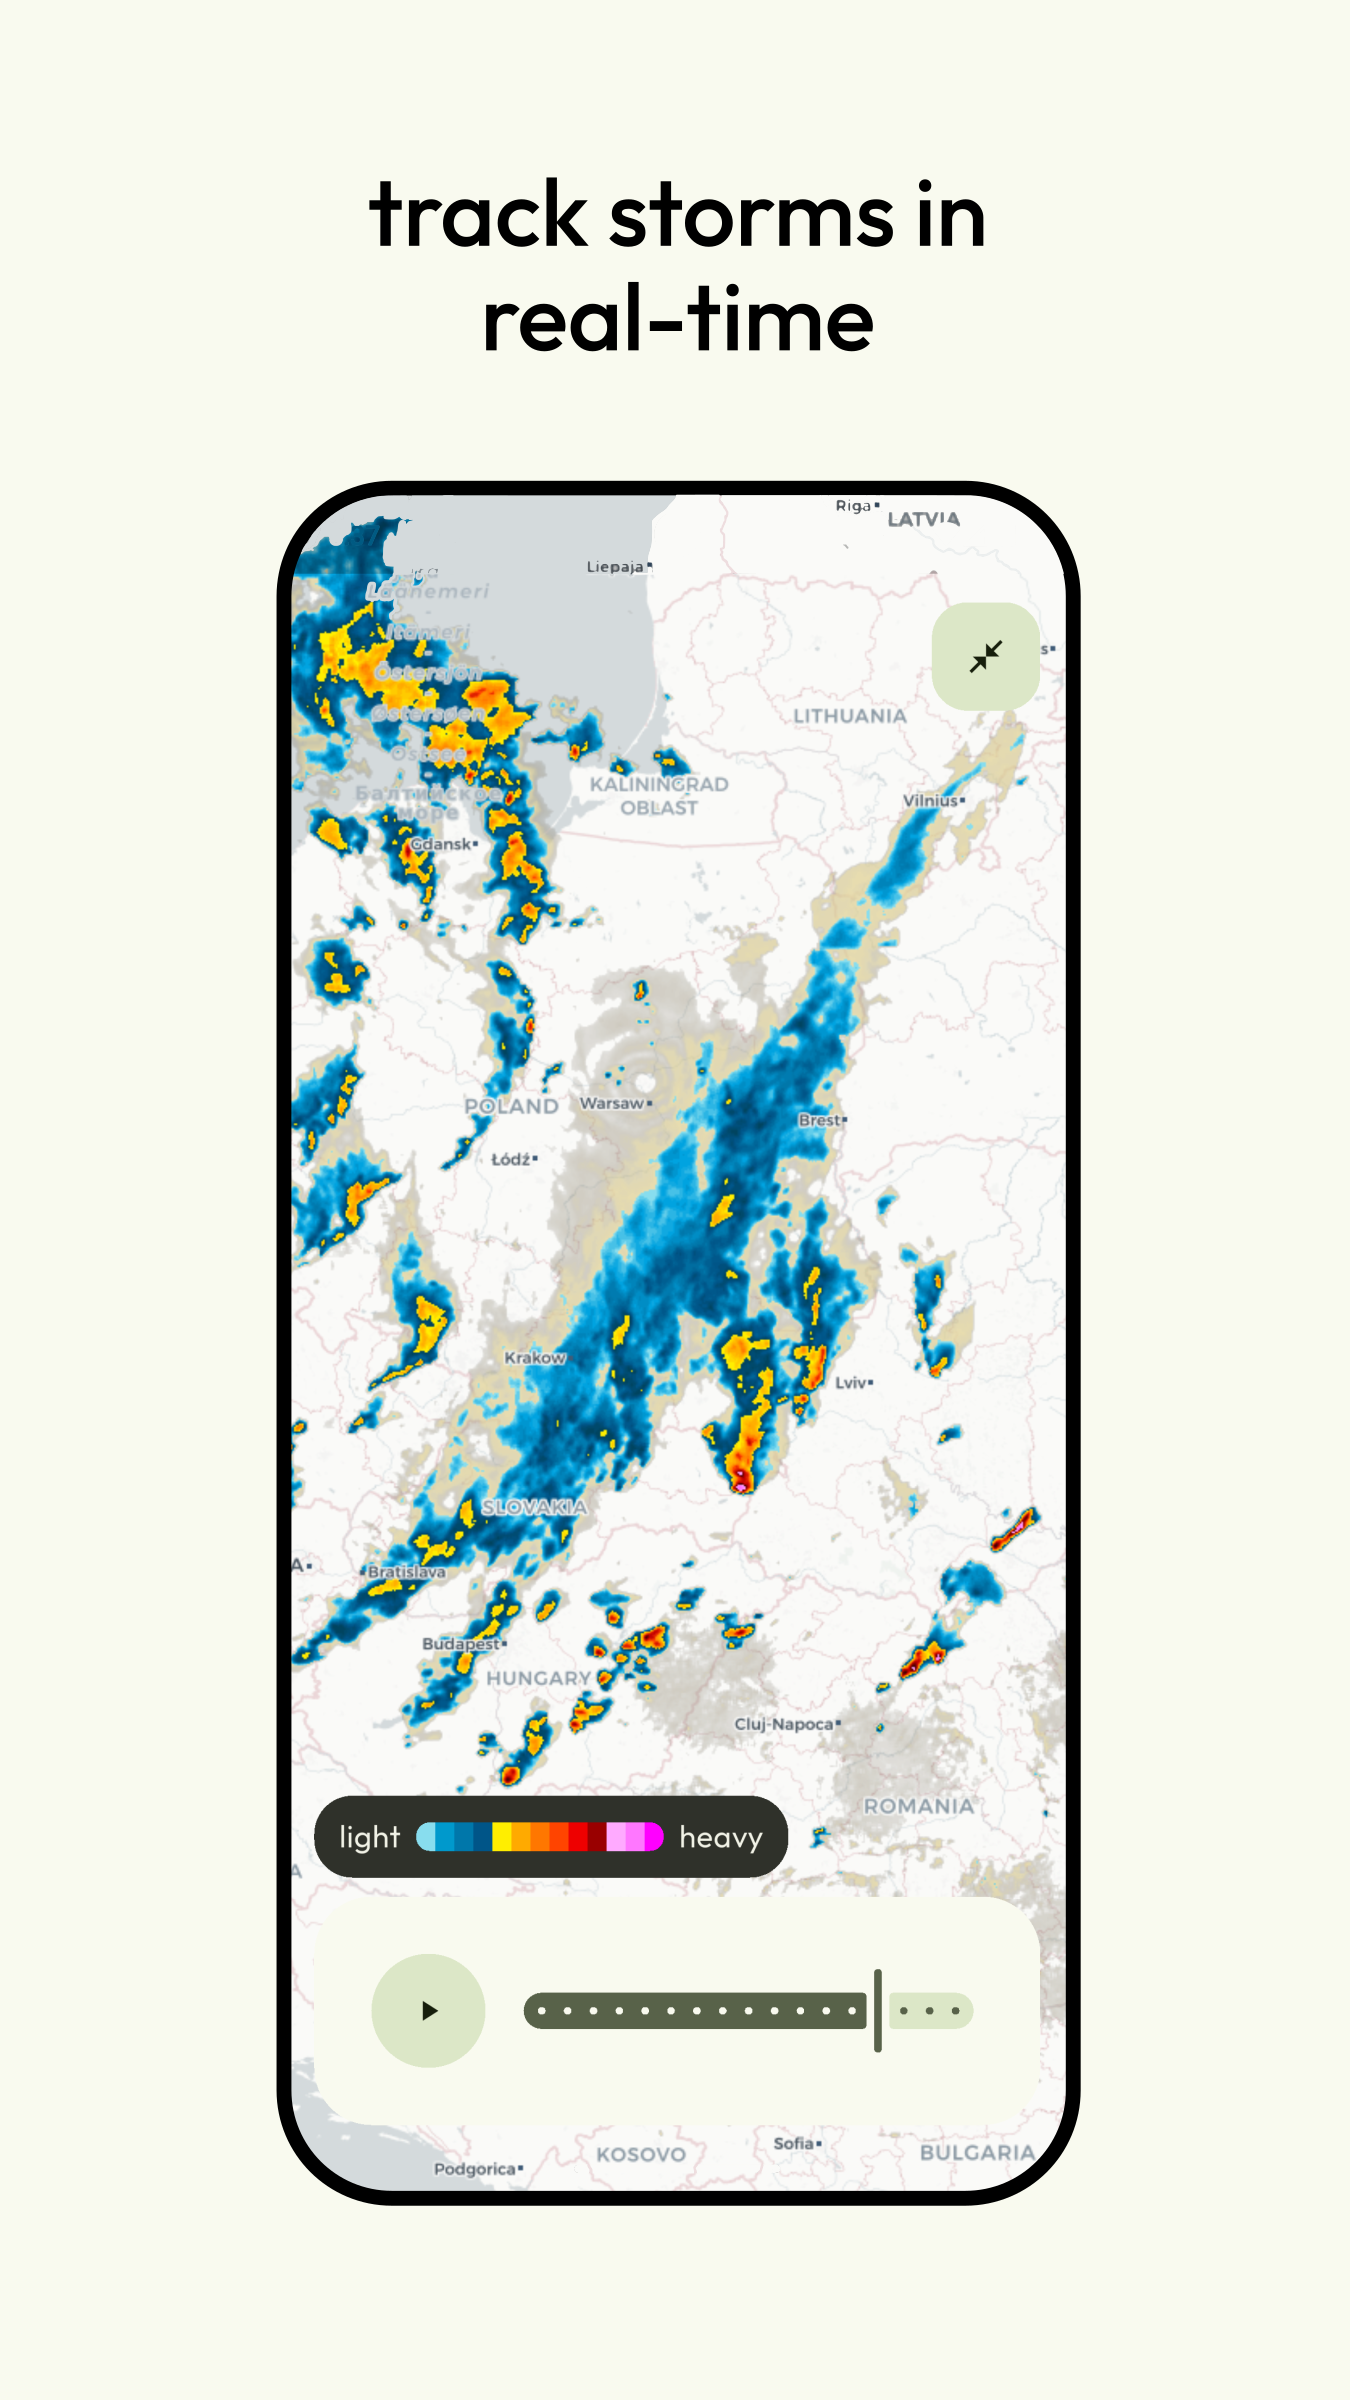 track storms in
real-time
Riga
LATVIA
Liepaja
Läänemeri
Itämeri
-
Östersjön
-
Østersøen
-
Ostsee
-
Балтийское
море
LITHUANIA
KALININGRAD
OBLAST
Vilnius
Gdansk
POLAND
Warsaw
Brest
Łódź
Krakow
Lviv
SLOVAKIA
Bratislava
Budapest
HUNGARY
Cluj-Napoca
ROMANIA
light
heavy
KOSOVO
Sofia
BULGARIA
Podgorica